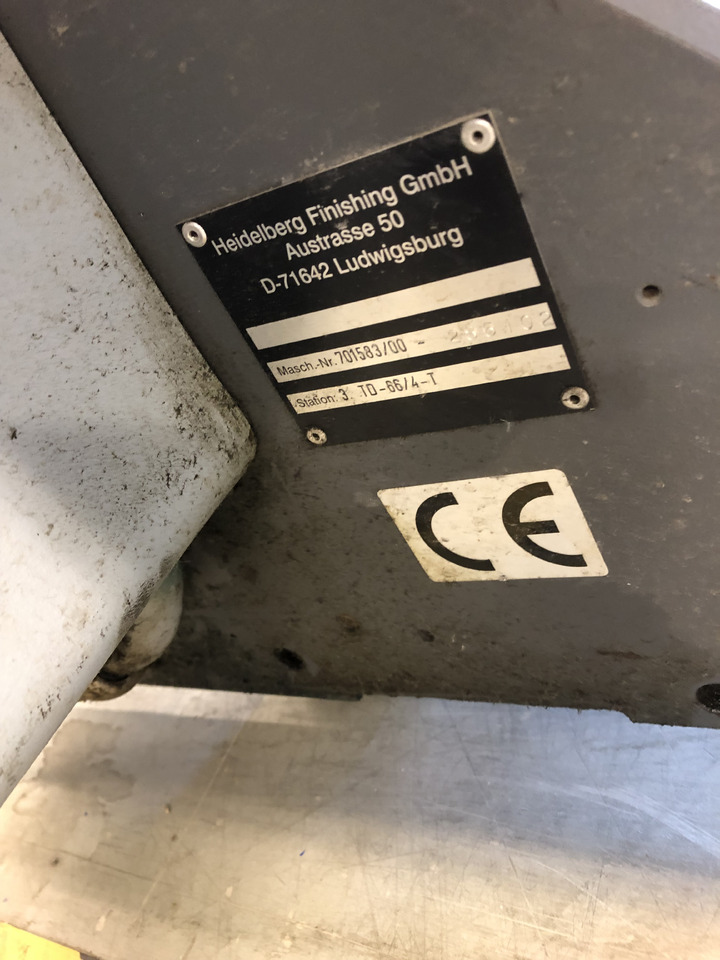 Heidelberg Finishing GmbH
Austrasse 50
D-71642 Ludwigsburg
Masch.-Nr. 701583/00 -
Station: 3 TD-66/4-T
CE